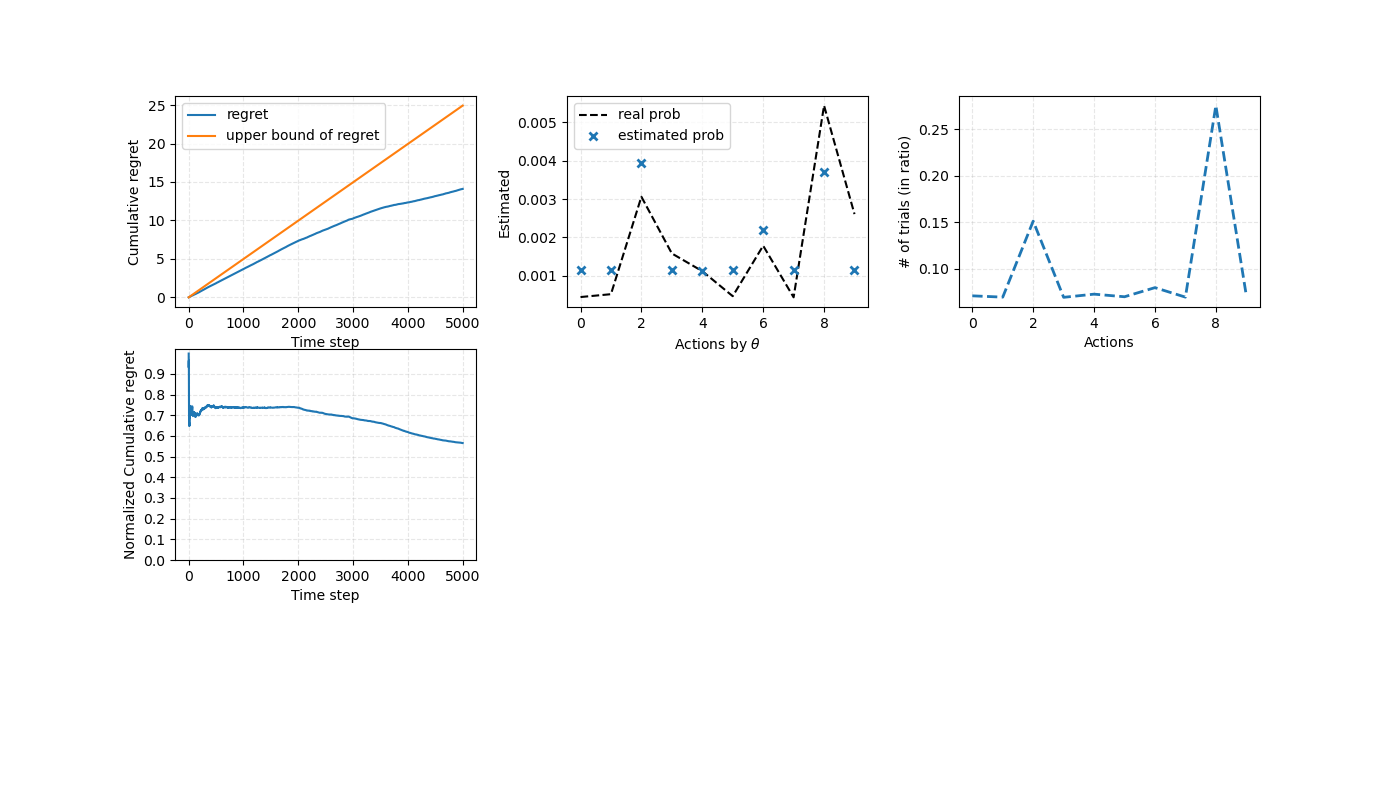 Cumulative regret
25
20
15
10
5
0
regret
upper bound of regret
0 1000 2000 3000 4000 5000
Time step
Estimated
0.005
0.004
0.003
0.002
0.001
real prob
estimated prob
0 2 4 6 8
Actions by θ
# of trials (in ratio)
0.25
0.20
0.15
0.10
0 2 4 6 8
Actions
Normalized Cumulative regret
0.9
0.8
0.7
0.6
0.5
0.4
0.3
0.2
0.1
0.0
0 1000 2000 3000 4000 5000
Time step